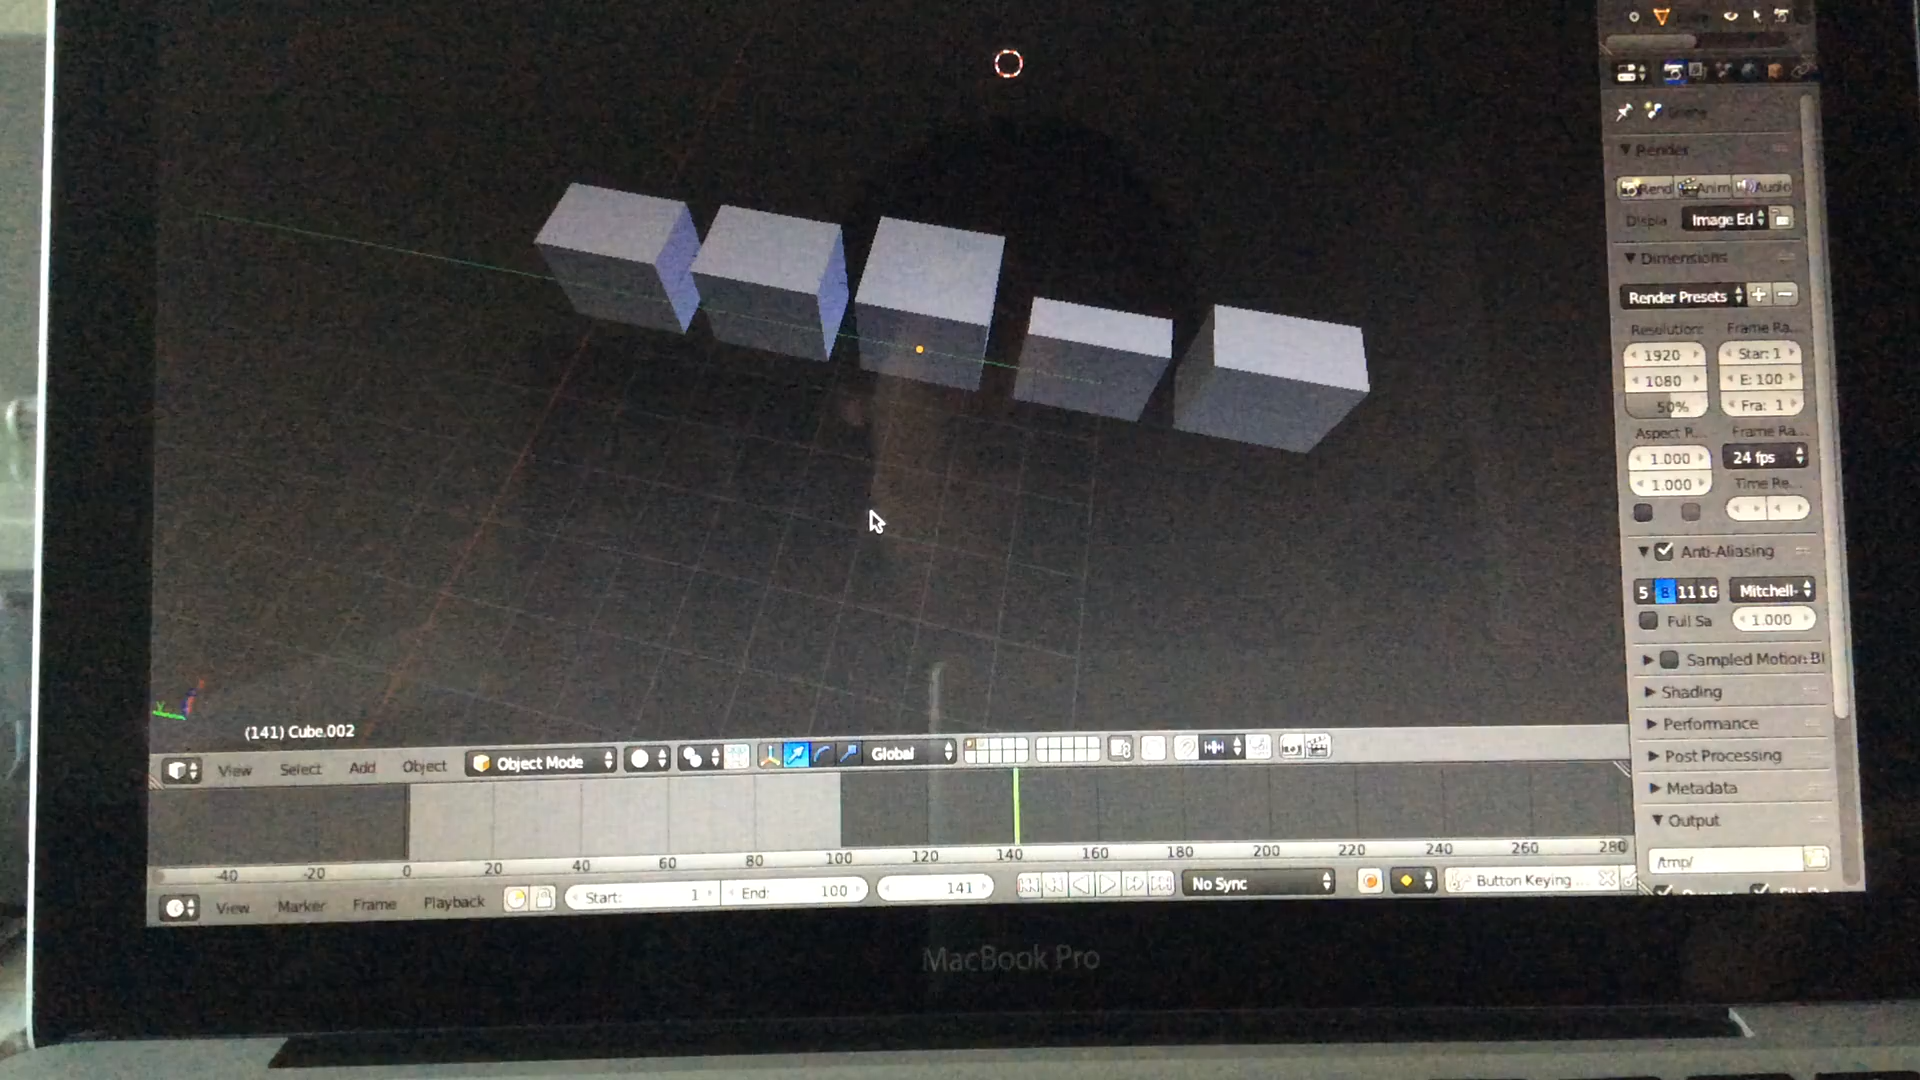 Scene
Render
Rend Anim Audio
Displa Image Ed
Dimensions
Render Presets
Resolution: Frame Ra...
1920 Star: 1
1080 E: 100
50% Fra: 1
Aspect R... Frame Ra...
1.000 24 fps
1.000 Time Re...
Anti-Aliasing
5 8 11 16 Mitchell-
Full Sa 1.000
Sampled Motion Bl
Shading
Performance
Post Processing
Metadata
Output
/tmp/
Y
(141) Cube.002
View Select Add Object Object Mode Global
-40 -20 0 20 40 60 80 100 120 140 160 180 200 220 240 260 280
View Marker Frame Playback Start: 1 End: 100 141 No Sync Button Keying ...
MacBook Pro